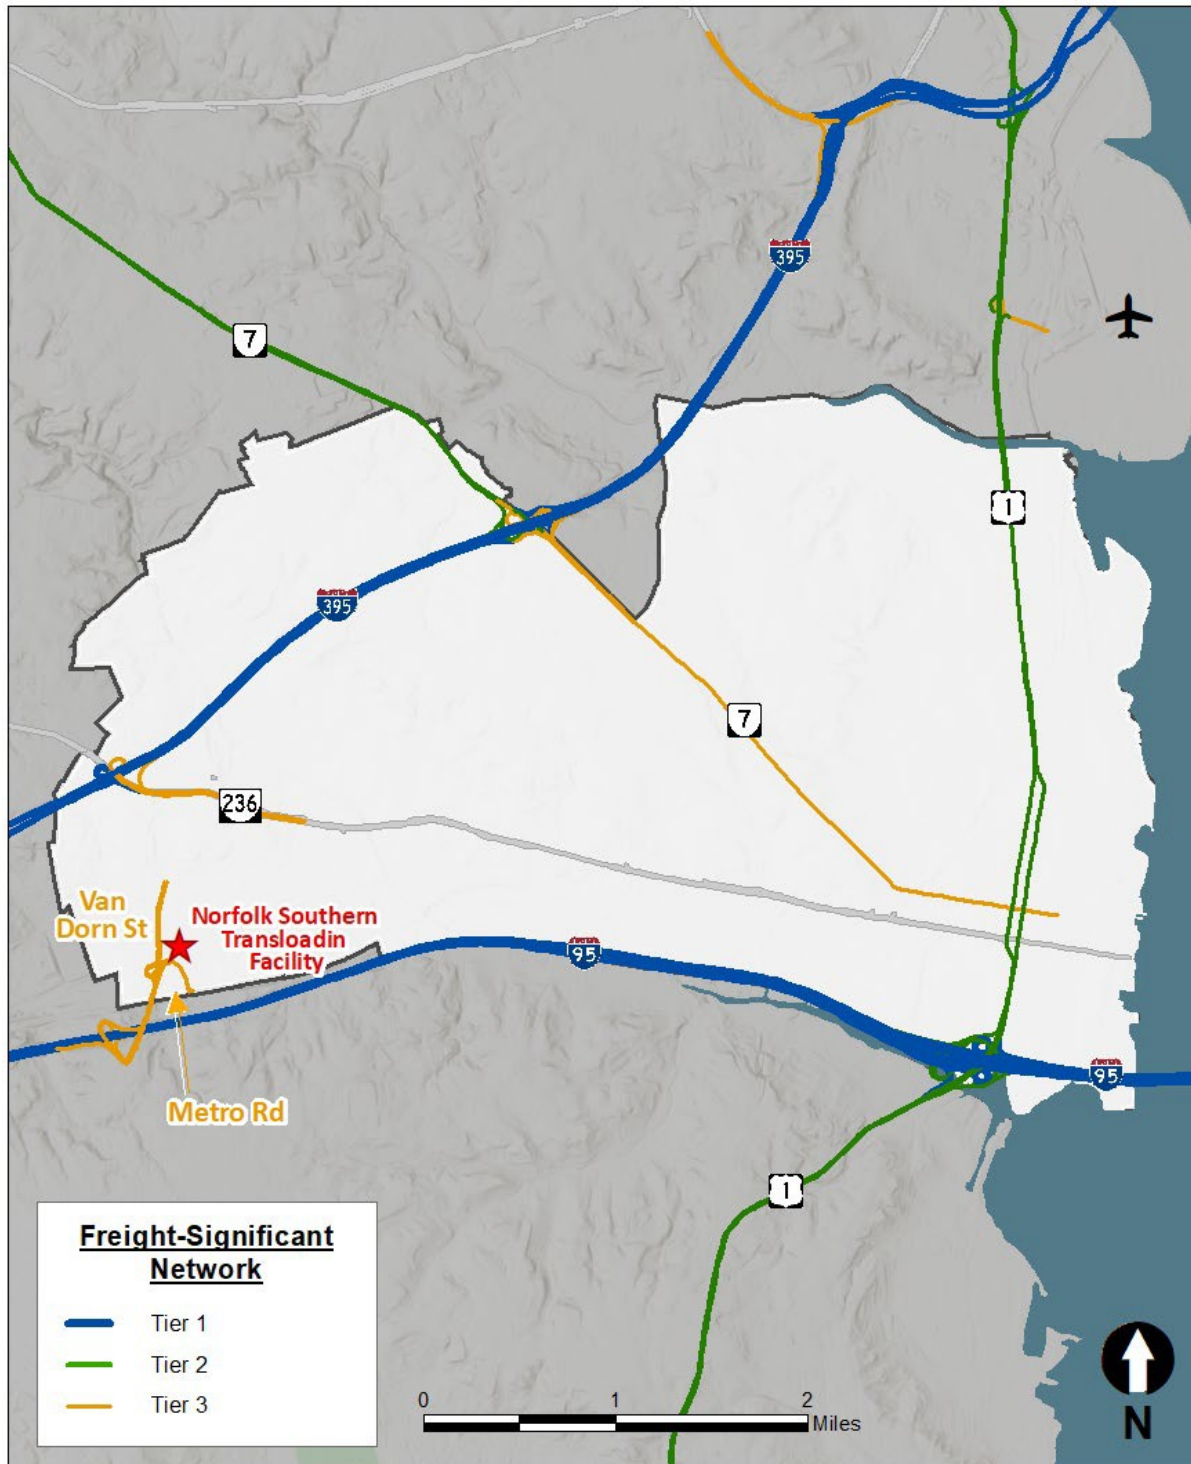 395
7
1
395
7
236
Van
Dorn St
Norfolk Southern
Transloadin
Facility
95
95
Metro Rd
1
Freight-Significant
Network
Tier 1
Tier 2
Tier 3
0 1 2
Miles
N